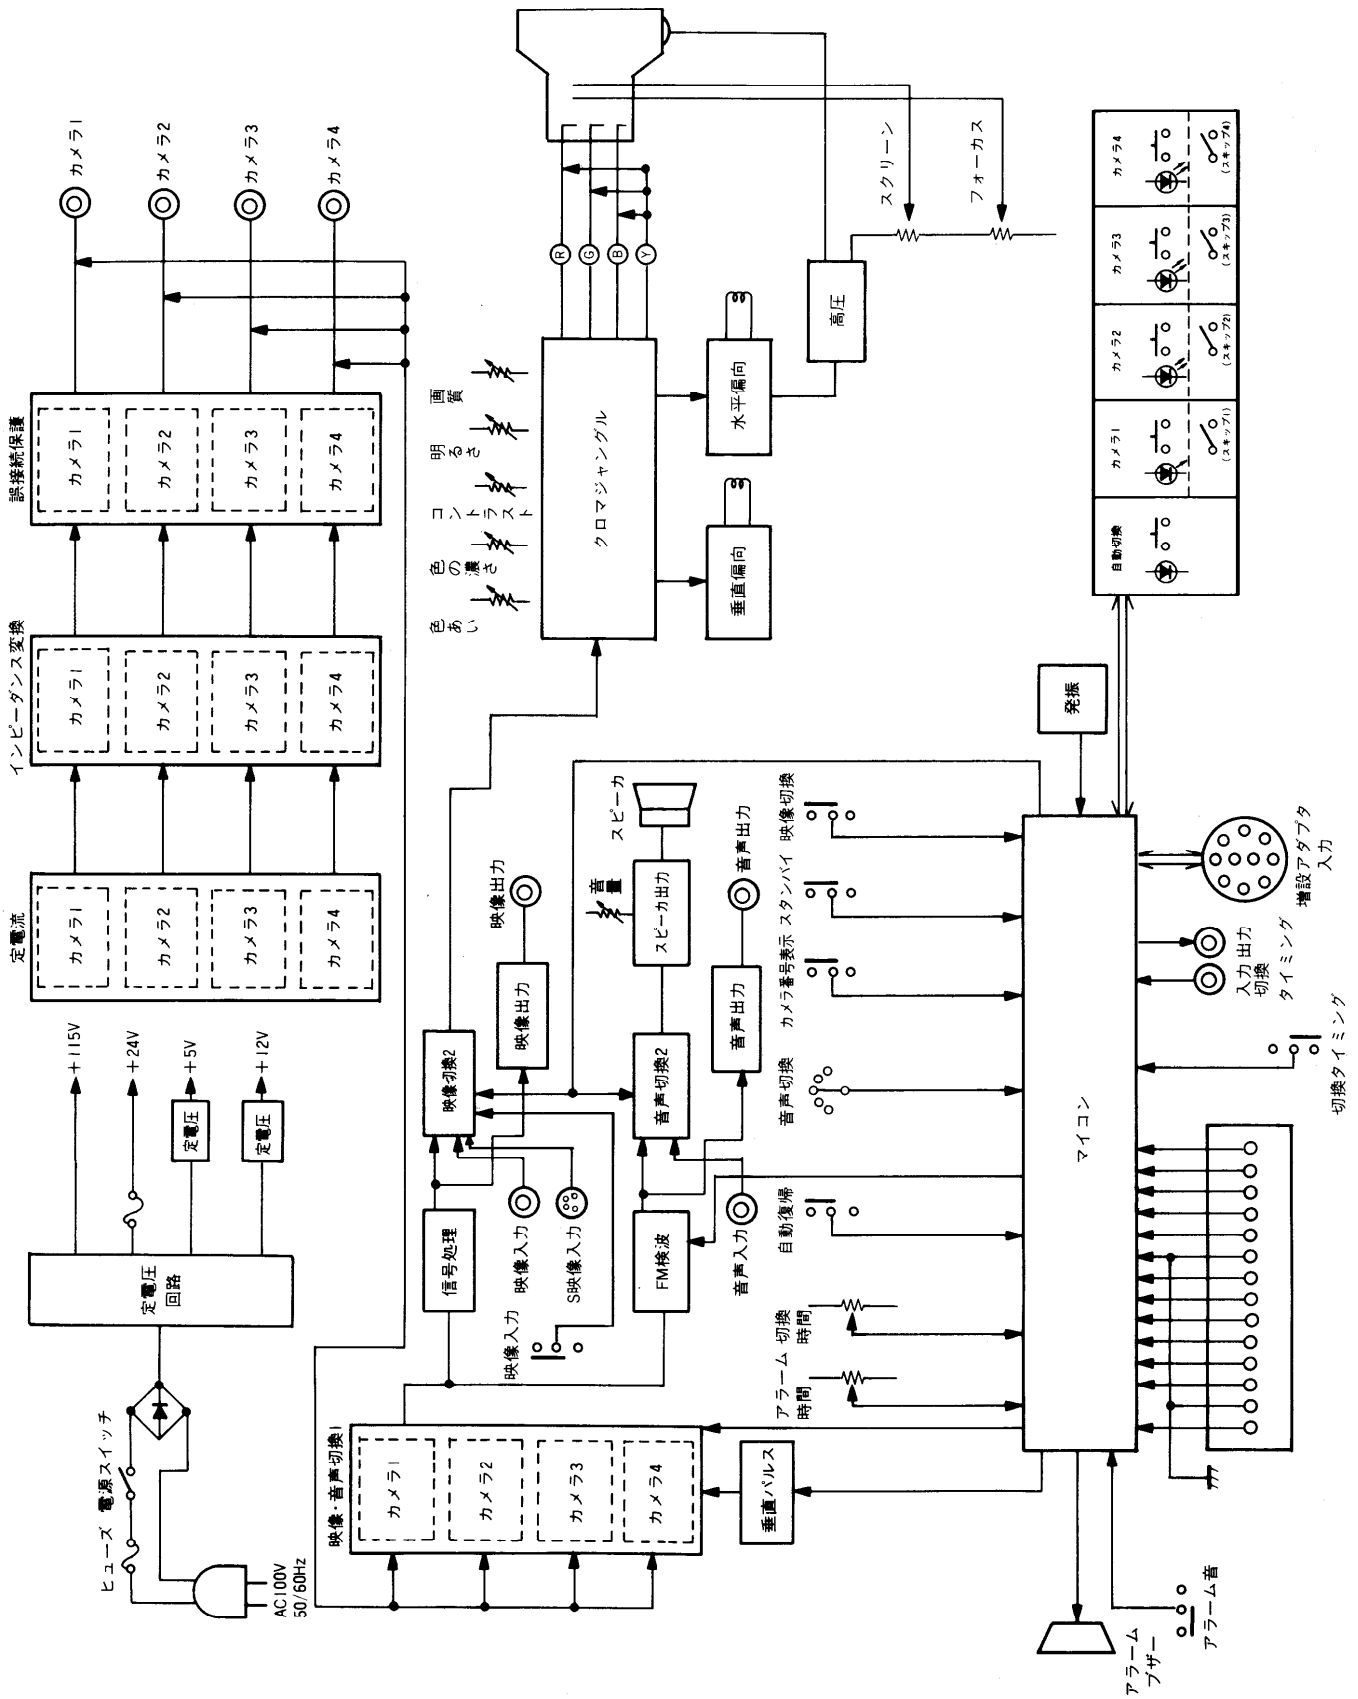 ヒューズ
電源スイッチ
AC100V
50/60Hz
定電圧
回路
+115V
+24V
+5V
+12V
定電圧
定電圧
定電流
カメラ1
カメラ2
カメラ3
カメラ4
インピーダンス変換
カメラ1
カメラ2
カメラ3
カメラ4
誤接続保護
カメラ1
カメラ2
カメラ3
カメラ4
カメラ1
カメラ2
カメラ3
カメラ4
映像・音声切換1
カメラ1
カメラ2
カメラ3
カメラ4
垂直パルス
信号処理
映像入力
S映像入力
映像入力
映像切換2
映像出力
映像出力
FM検波
音声入力
音声切換2
音声出力
音声出力
音量
スピーカ出力
スピーカ
色あい
色の濃さ
コントラスト
明るさ
画質
クロマジャングル
R
G
B
Y
垂直偏向
水平偏向
高圧
スクリーン
フォーカス
アラーム時間
切換時間
自動復帰
音声切換
カメラ番号表示
スタンバイ
映像切換
マイコン
発振
アラーム
ブザー
アラーム音
切換タイミング
入力 出力
切換
タイミング
増設アダプタ
入力
自動切換
カメラ1
カメラ2
カメラ3
カメラ4
(スキップ1)
(スキップ2)
(スキップ3)
(スキップ4)